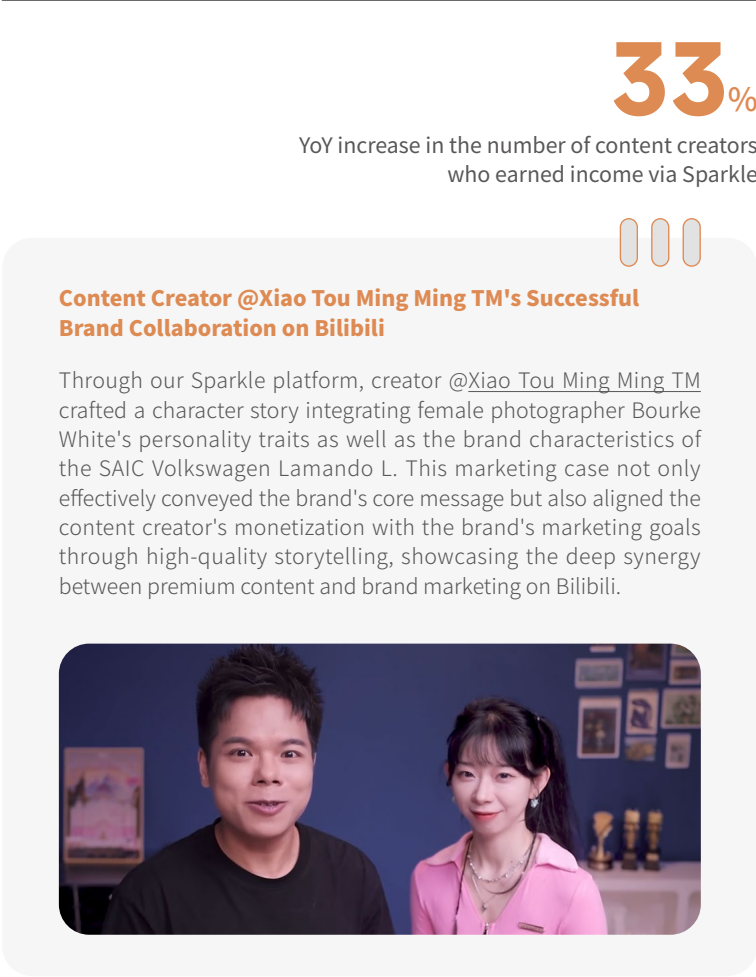 33%
YoY increase in the number of content creators
who earned income via Sparkle
Content Creator @Xiao Tou Ming Ming TM's Successful
Brand Collaboration on Bilibili
Through our Sparkle platform, creator @Xiao Tou Ming Ming TM
crafted a character story integrating female photographer Bourke
White's personality traits as well as the brand characteristics of
the SAIC Volkswagen Lamando L. This marketing case not only
effectively conveyed the brand's core message but also aligned the
content creator's monetization with the brand's marketing goals
through high-quality storytelling, showcasing the deep synergy
between premium content and brand marketing on Bilibili.